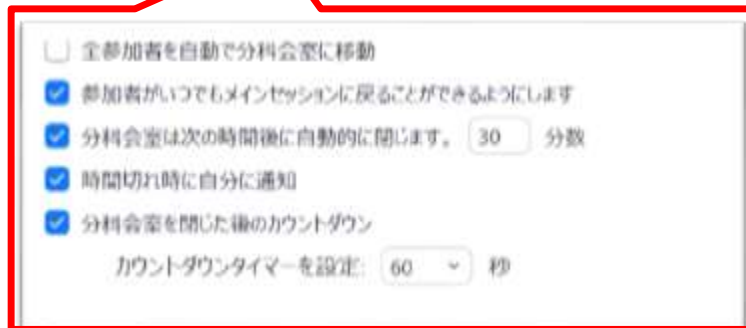 全参加者を自動で分科会室に移動
参加者がいつでもメインセッションに戻ることができるようにします
分科会室は次の時間後に自動的に閉じます。 30 分数
時間切れ時に自分に通知
分科会室を閉じた後のカウントダウン
カウントダウンタイマーを設定: 60 秒